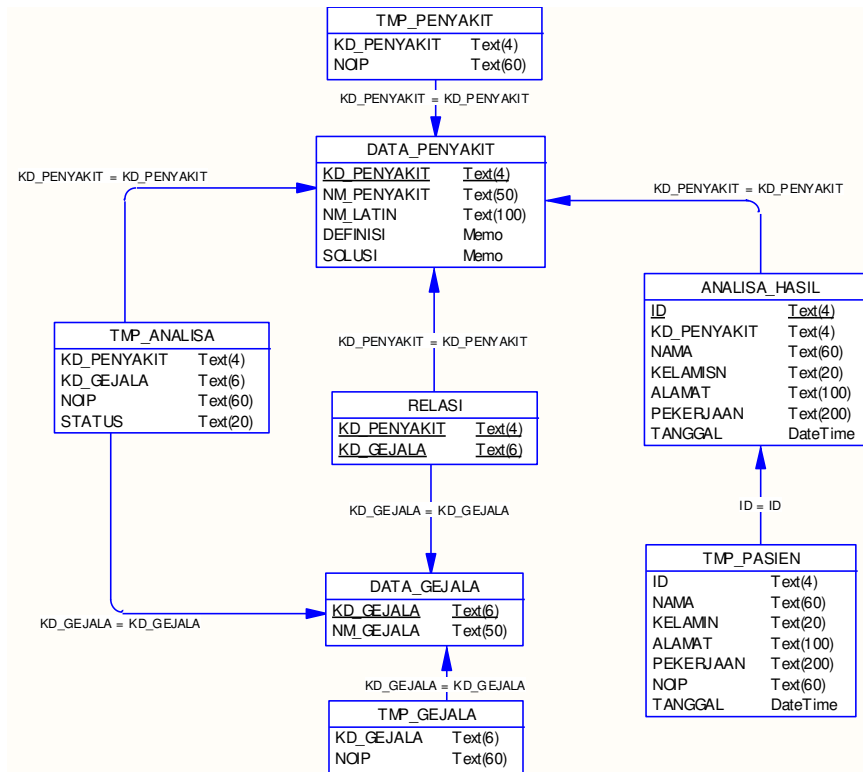 TMP_PENYAKIT
KD_PENYAKIT Text(4)
NOIP Text(60)
KD_PENYAKIT = KD_PENYAKIT
DATA_PENYAKIT
KD_PENYAKIT Text(4)
NM_PENYAKIT Text(50)
NM_LATIN Text(100)
DEFINISI Memo
SOLUSI Memo
KD_PENYAKIT = KD_PENYAKIT
KD_PENYAKIT = KD_PENYAKIT
ANALISA_HASIL
ID Text(4)
KD_PENYAKIT Text(4)
NAMA Text(60)
KELAMISN Text(20)
ALAMAT Text(100)
PEKERJAAN Text(200)
TANGGAL DateTime
TMP_ANALISA
KD_PENYAKIT Text(4)
KD_GEJALA Text(6)
NOIP Text(60)
STATUS Text(20)
KD_PENYAKIT = KD_PENYAKIT
RELASI
KD_PENYAKIT Text(4)
KD_GEJALA Text(6)
KD_GEJALA = KD_GEJALA
ID = ID
TMP_PASIEN
ID Text(4)
NAMA Text(60)
KELAMIN Text(20)
ALAMAT Text(100)
PEKERJAAN Text(200)
NOIP Text(60)
TANGGAL DateTime
DATA_GEJALA
KD_GEJALA Text(6)
NM_GEJALA Text(50)
KD_GEJALA = KD_GEJALA
KD_GEJALA = KD_GEJALA
TMP_GEJALA
KD_GEJALA Text(6)
NOIP Text(60)